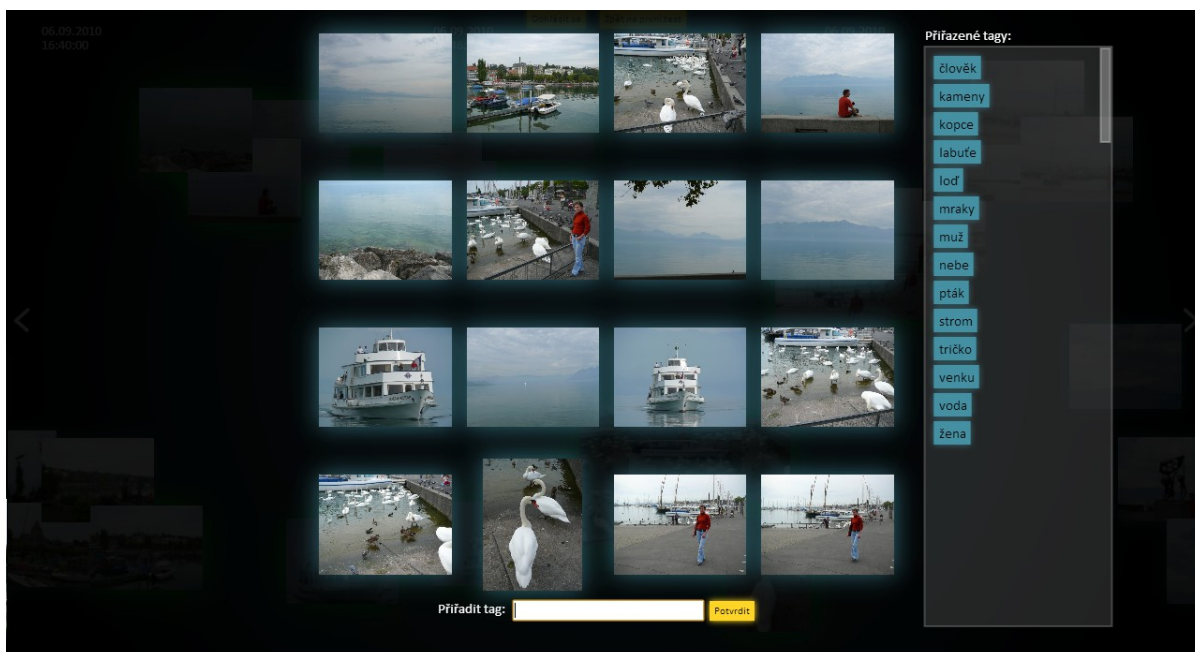 06.09.2010
16:40:00
Přiřazené tagy:
člověk
kameny
kopce
labuťe
loď
mraky
muž
nebe
pták
strom
tričko
venku
voda
žena
Přiřadit tag:
Potvrdit